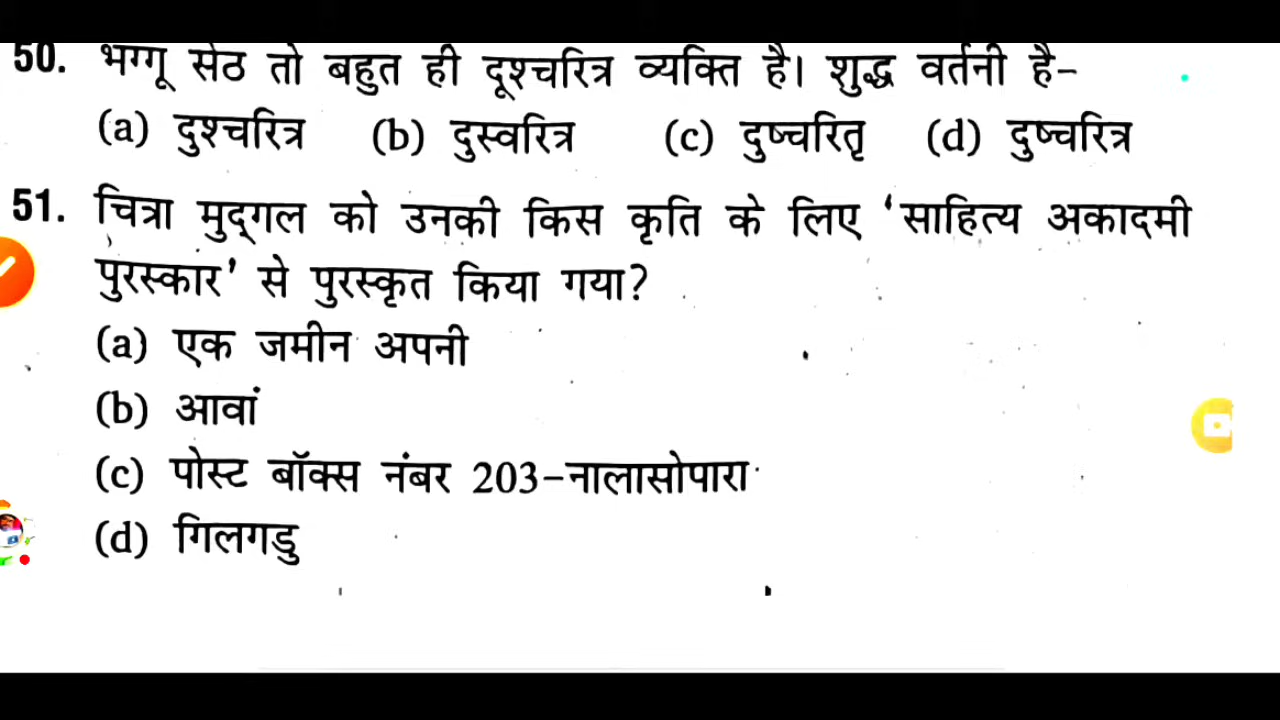 50. भग्गू सेठ तो बहुत ही दूश्चरित्र व्यक्ति है। शुद्ध वर्तनी है–
(a) दुश्चरित्र (b) दुस्वरित्र (c) दुष्चरितृ (d) दुष्चरित्र
51. चित्रा मुद्‌गल को उनकी किस कृति के लिए ‘साहित्य अकादमी
पुरस्कार’ से पुरस्कृत किया गया?
(a) एक जमीन अपनी
(b) आवां
(c) पोस्ट बॉक्स नंबर 203–नालासोपारा
(d) गिलगडु